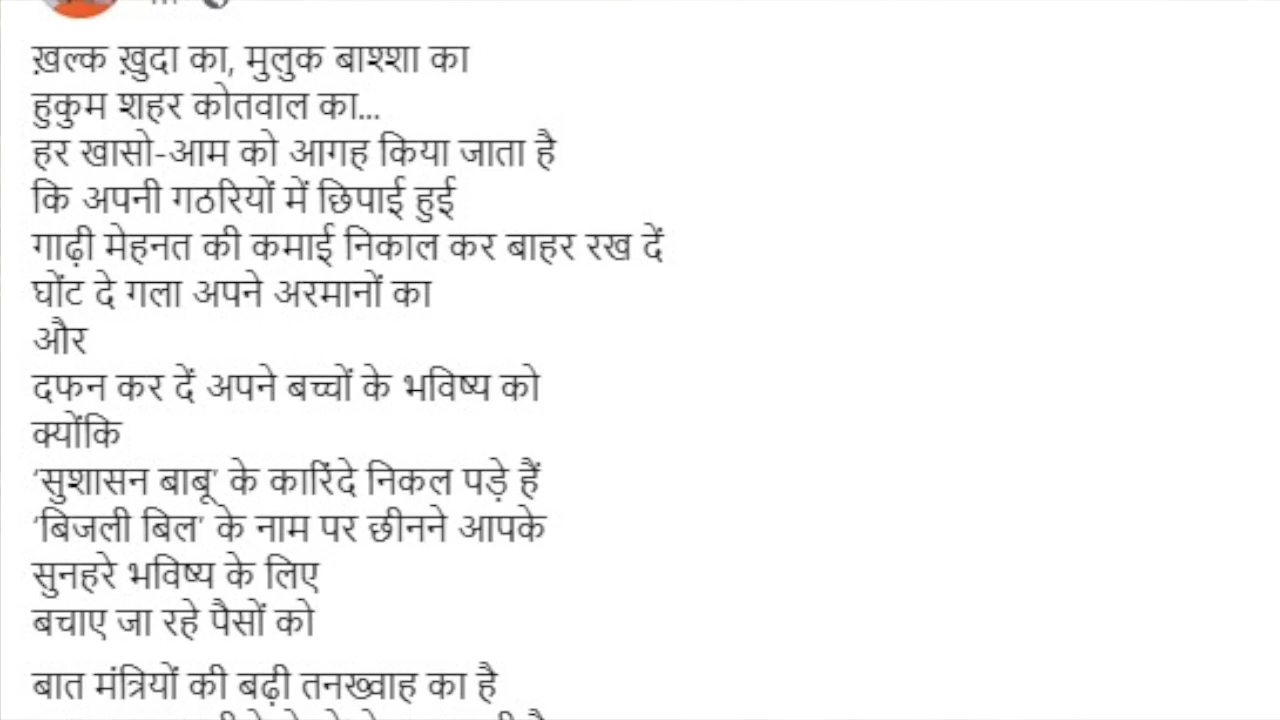 ख़ल्क ख़ुदा का, मुलुक बाश्शा का
हुकुम शहर कोतवाल का...
हर खासो-आम को आगह किया जाता है
कि अपनी गठरियों में छिपाई हुई
गाढ़ी मेहनत की कमाई निकाल कर बाहर रख दें
घोंट दे गला अपने अरमानों का
और
दफन कर दें अपने बच्चों के भविष्य को
क्योंकि
'सुशासन बाबू' के कारिंदे निकल पड़े हैं
'बिजली बिल' के नाम पर छीनने आपके
सुनहरे भविष्य के लिए
बचाए जा रहे पैसों को
बात मंत्रियों की बढ़ी तनख्वाह का है